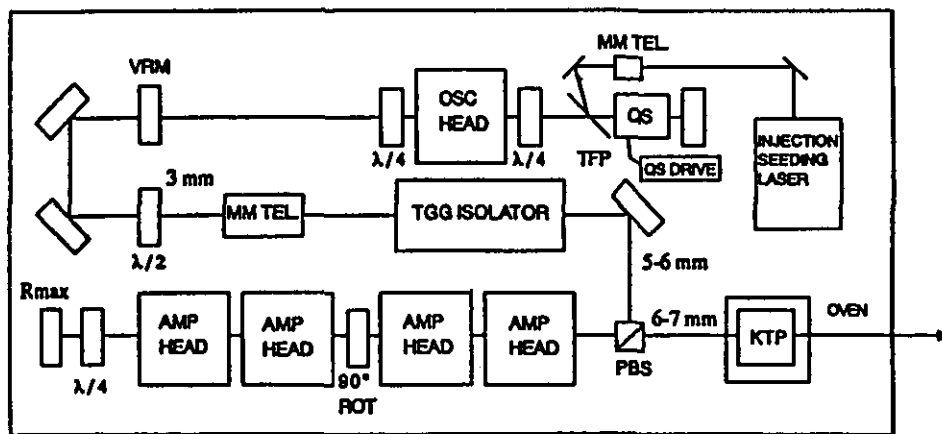 MM TEL.
VRM
OSC
HEAD
QS
λ/4
λ/4
TFP
QS DRIVE
INJECTION
SEEDING
LASER
3 mm
MM TEL.
TGG ISOLATOR
λ/2
5-6 mm
Rmax
AMP
HEAD
AMP
HEAD
AMP
HEAD
AMP
HEAD
6-7 mm
OVEN
KTP
λ/4
90°
ROT
PBS